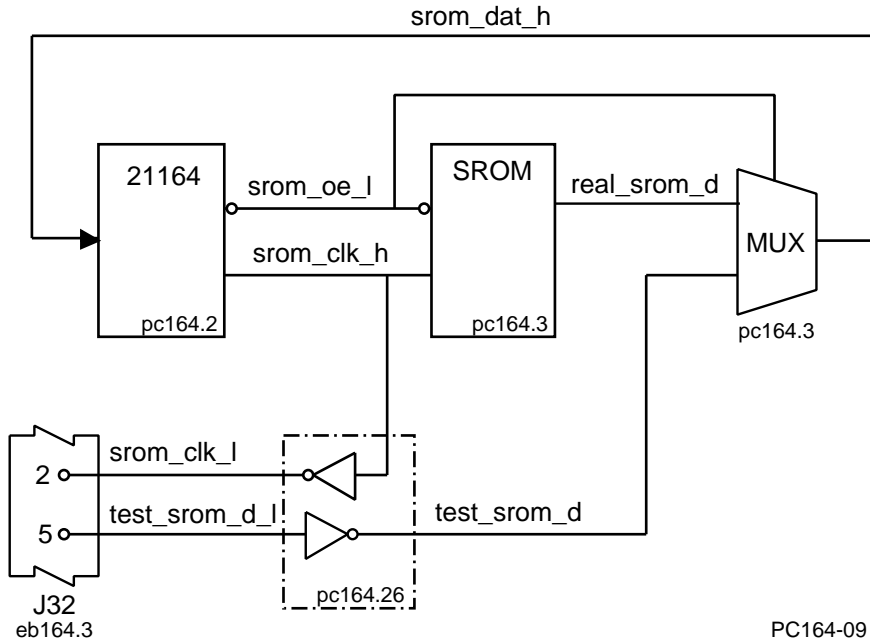 srom_dat_h
21164
srom_oe_l
SROM
real_srom_d
srom_clk_h
MUX
pc164.2
pc164.3
pc164.3
srom_clk_l
2
test_srom_d_l
test_srom_d
5
pc164.26
J32
eb164.3
PC164-09